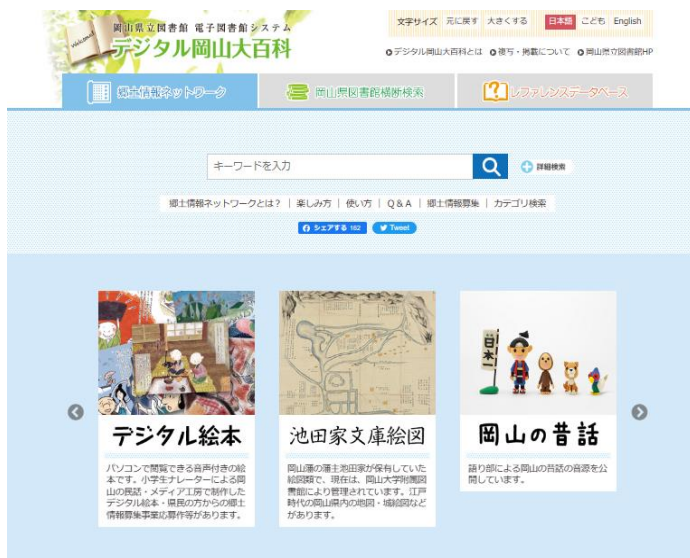 welcome!
岡山県立図書館 電子図書館システム
デジタル岡山大百科
文字サイズ 元に戻す 大きくする 日本語 こども English
デジタル岡山大百科とは 複写・掲載について 岡山県立図書館HP
郷土情報ネットワーク
岡山県図書館横断検索
レファレンスデータベース
キーワードを入力
詳細検索
郷土情報ネットワークとは? | 楽しみ方 | 使い方 | Q & A | 郷土情報募集 | カテゴリ検索
シェアする 162 Tweet
デジタル絵本
パソコンで閲覧できる音声付きの絵
本です。小学生ナレーターによる岡
山の民話・メディア工房で制作した
デジタル絵本・県民の方からの郷土
情報募集事業応募作等があります。
池田家文庫絵図
岡山藩の藩主池田家が保有していた
絵図類で、現在は、岡山大学附属図
書館により管理されています。江戸
時代の岡山県内の地図・城絵図など
があります。
日本一
岡山の昔話
語り部による岡山の昔話の音源を公
開しています。